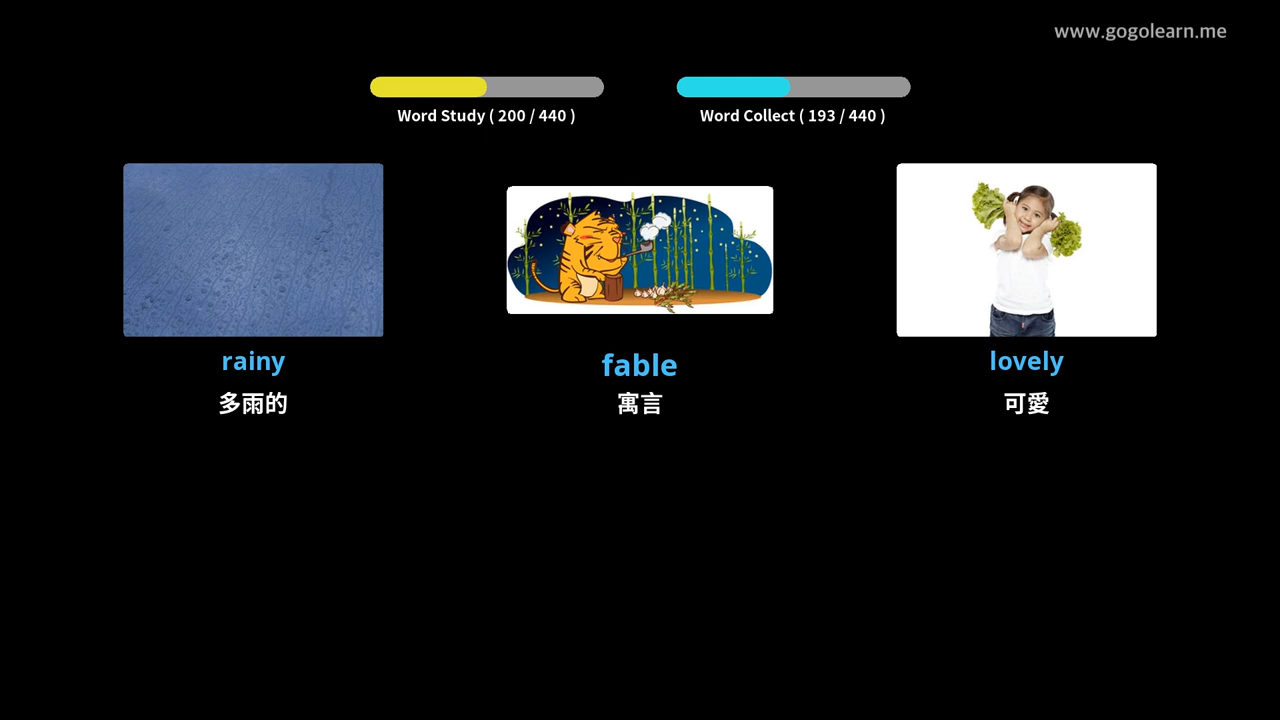 www.gogolearn.me
Word Study ( 200 / 440 )
Word Collect ( 193 / 440 )
rainy
多雨的
fable
寓言
lovely
可愛